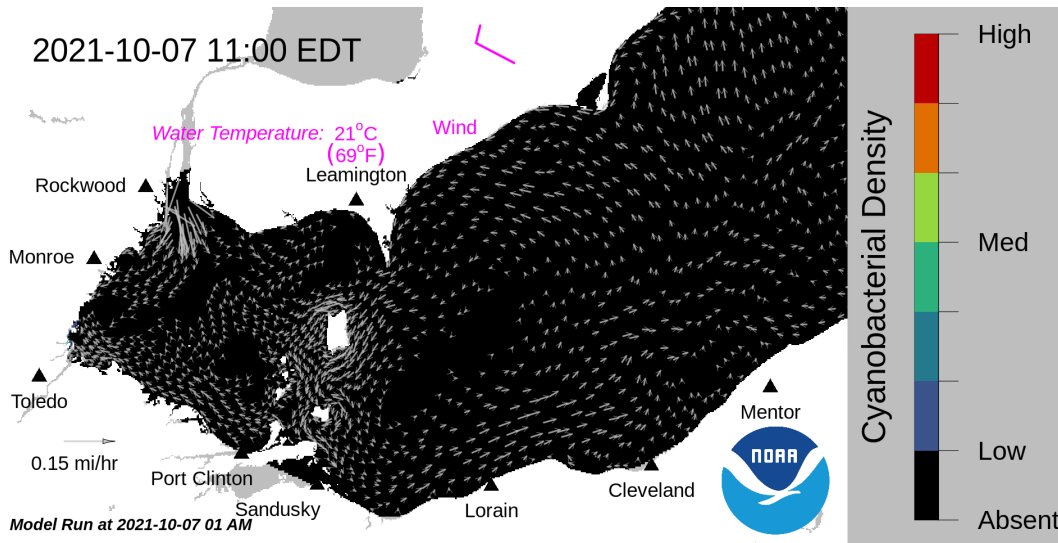 2021-10-07 11:00 EDT
Water Temperature: 21°C
(69°F)
Wind
Leamington
Rockwood
Monroe
Toledo
0.15 mi/hr
Port Clinton
Sandusky
Lorain
Cleveland
Mentor
NOAA
Model Run at 2021-10-07 01 AM
Cyanobacterial Density
High
Med
Low
Absent